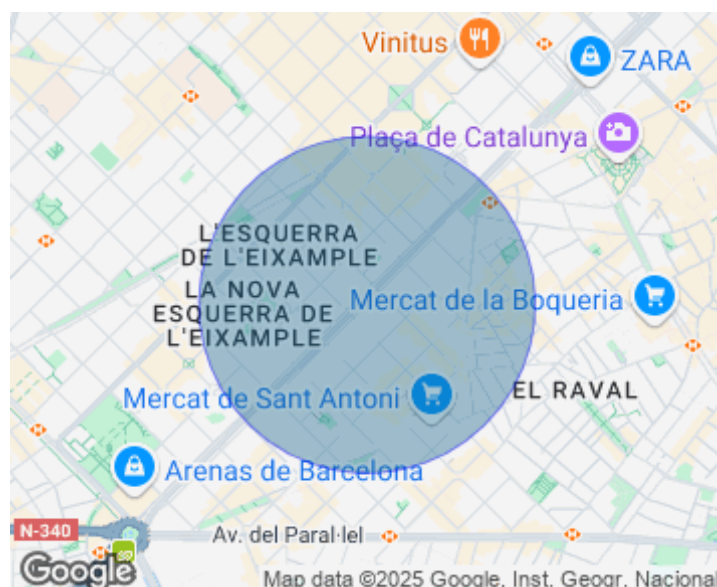 Vinitus
ZARA
Plaça de Catalunya
L'ESQUERRA
DE L'EIXAMPLE
LA NOVA
ESQUERRA DE
L'EIXAMPLE
Mercat de la Boqueria
Mercat de Sant Antoni
EL RAVAL
Arenas de Barcelona
N-340
Av. del Paral·lel
Google
Map data ©2025 Google, Inst. Geogr. Nacional